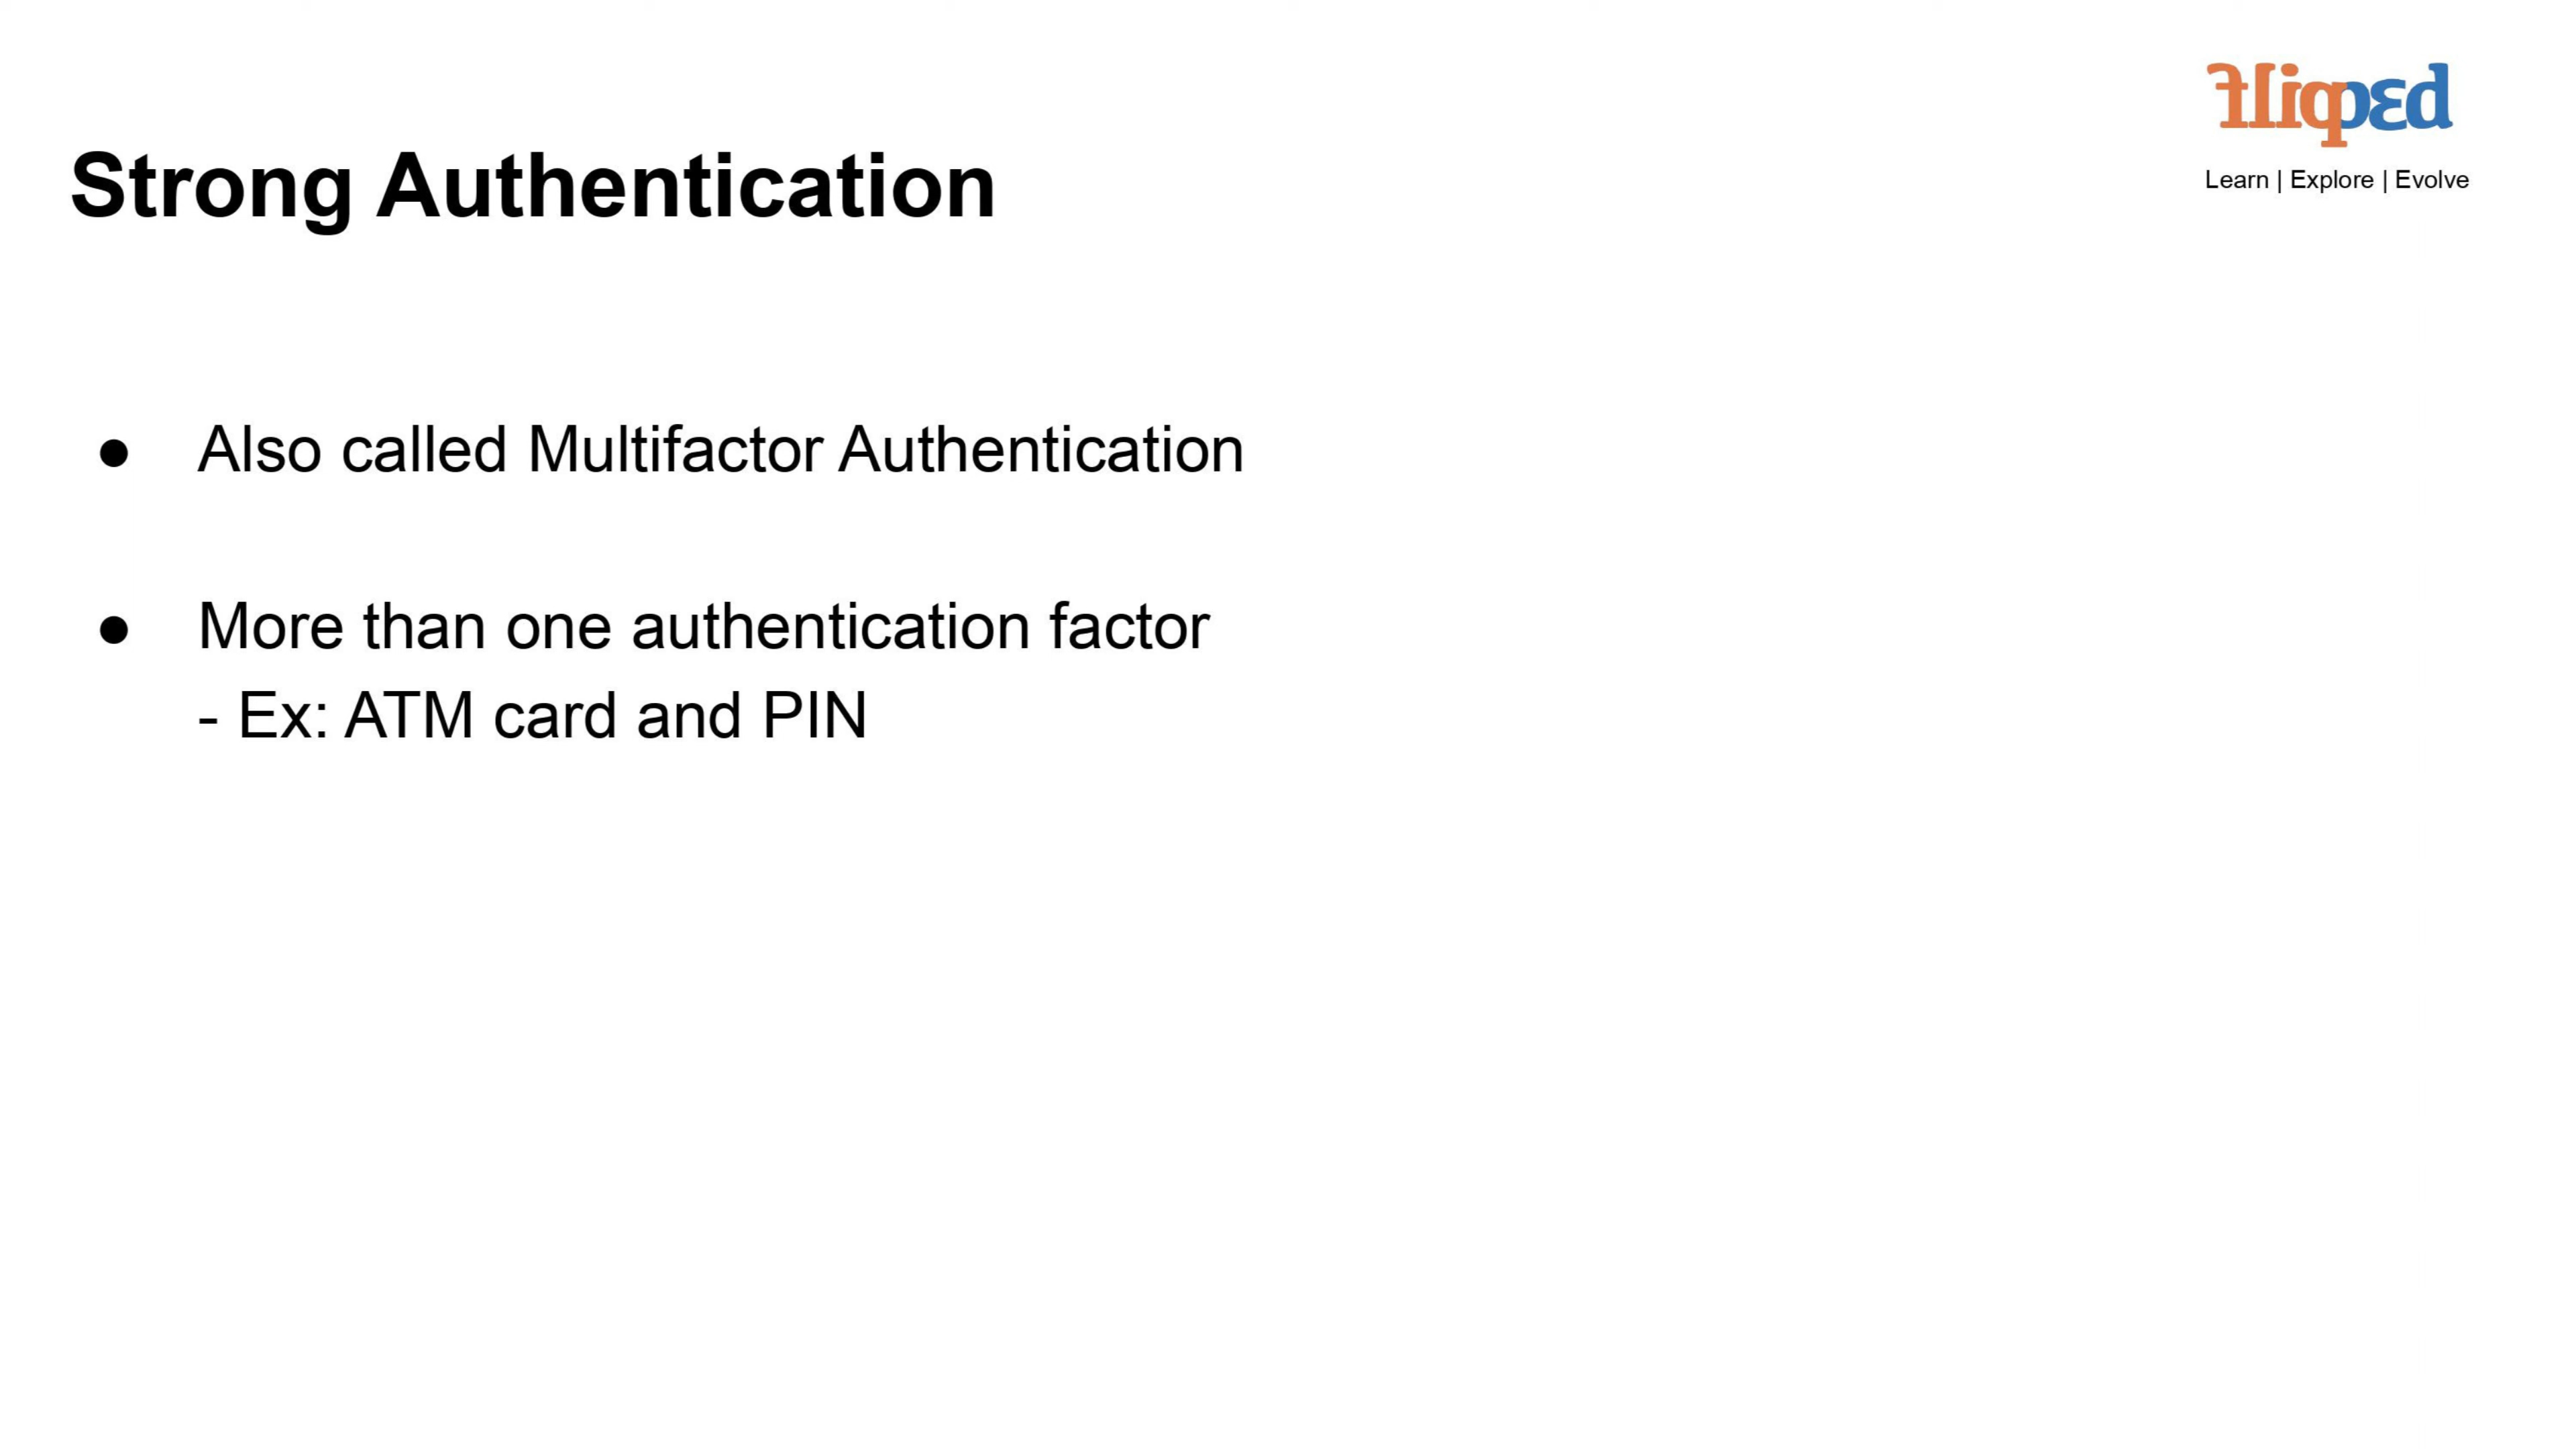 flipped
Learn | Explore | Evolve
Strong Authentication
● Also called Multifactor Authentication
● More than one authentication factor
- Ex: ATM card and PIN